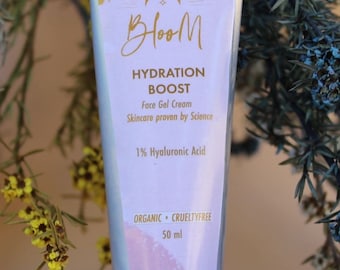 BlooM
HYDRATION
BOOST
Face Gel Cream
Skincare proven by Science
1% Hyaluronic Acid
ORGANIC • CRUELTYFREE
50 ml